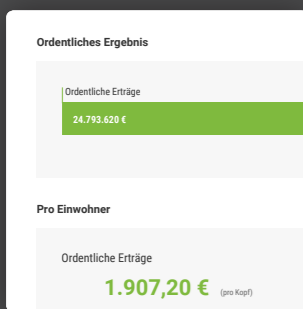 Ordentliches Ergebnis
Ordentliche Erträge
24.793.620 €
Pro Einwohner
Ordentliche Erträge
1.907,20 € (pro Kopf)